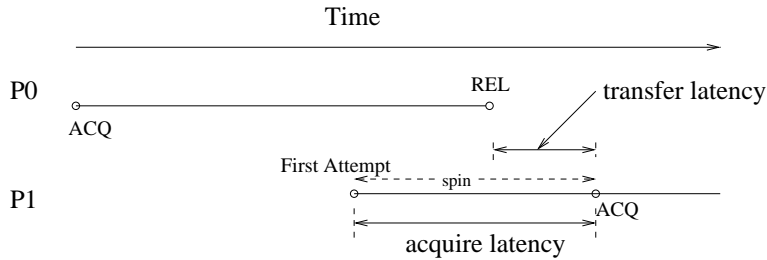 Time
P0
REL
transfer latency
ACQ
First Attempt
spin
P1
ACQ
acquire latency